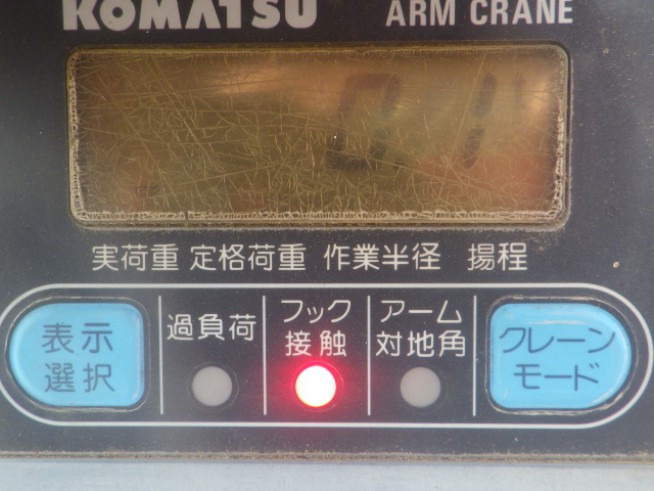 KOMATSU ARM CRANE
0.1
実荷重 定格荷重 作業半径 揚程
表示選択
過負荷
フック接触
アーム対地角
クレーンモード